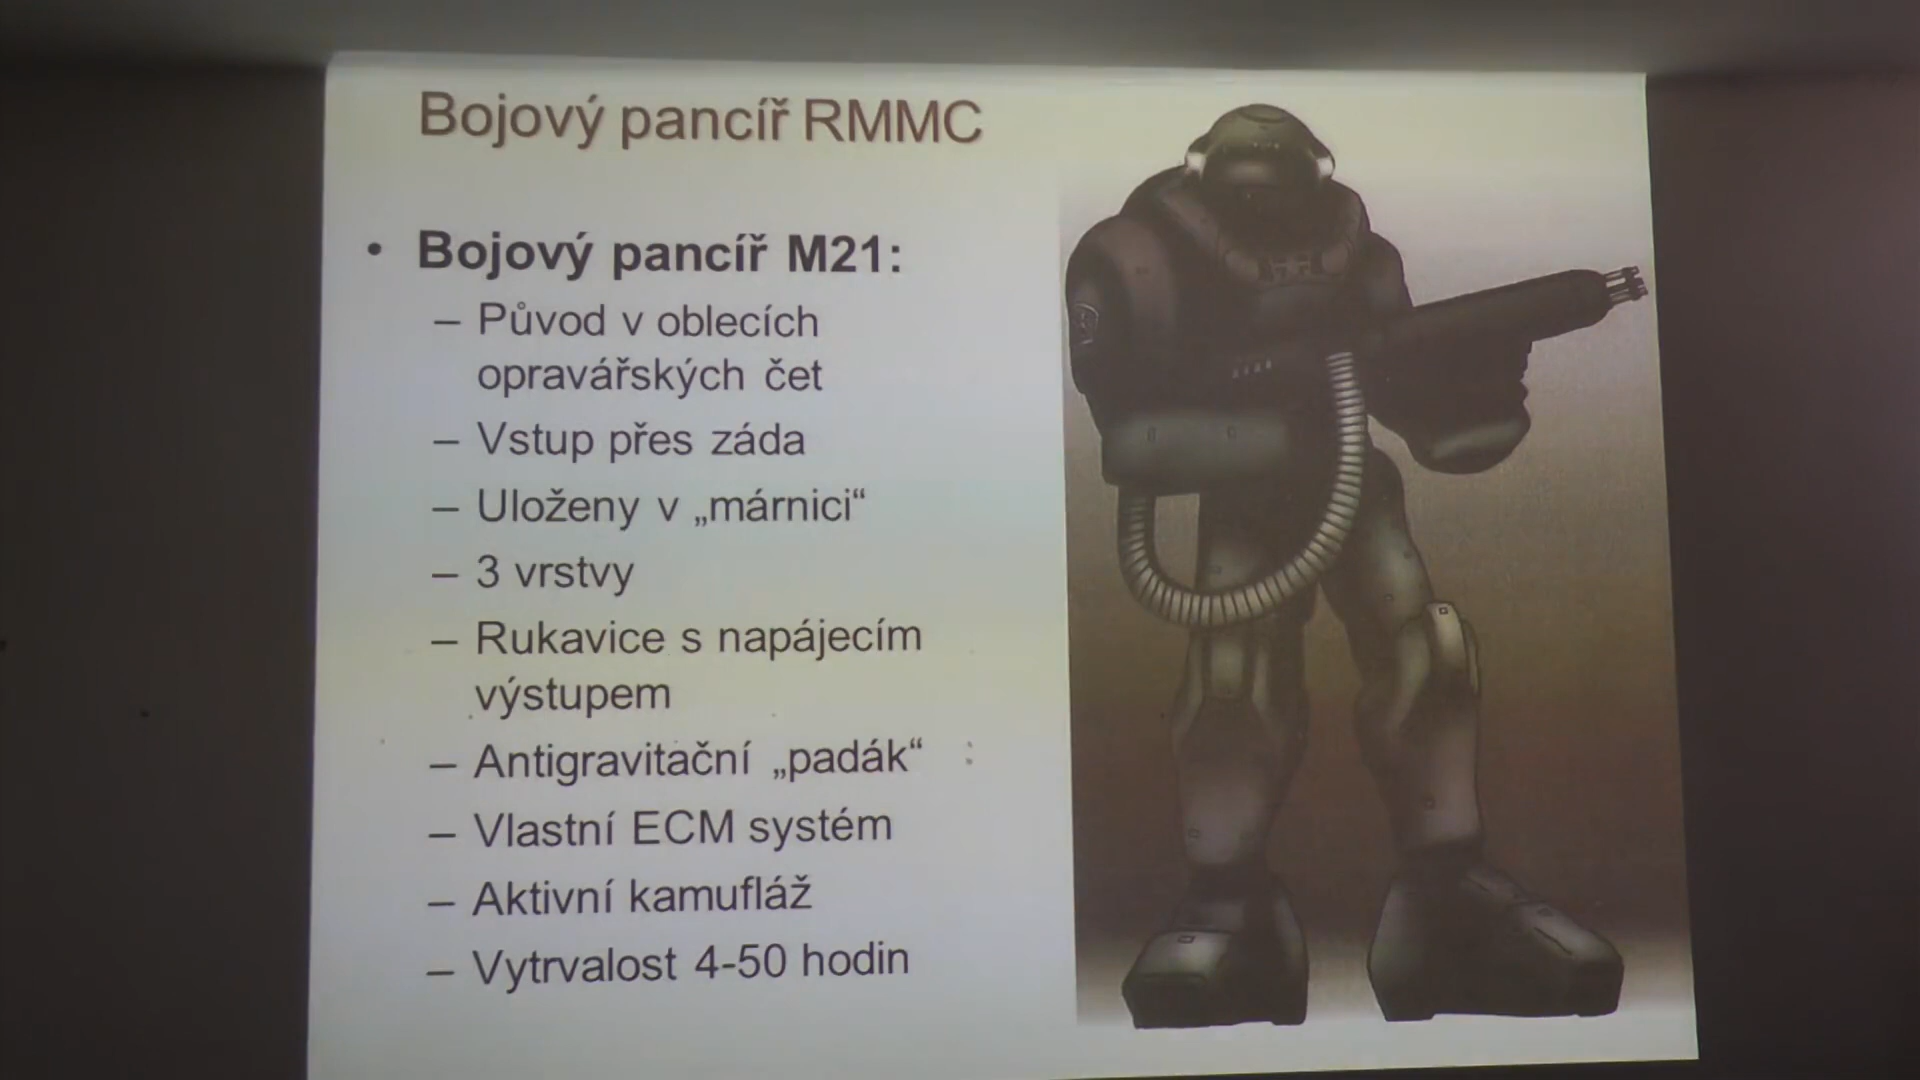 Bojový pancíř RMMC
• Bojový pancíř M21:
– Původ v oblecích
opravářských čet
– Vstup přes záda
– Uloženy v „márnici“
– 3 vrstvy
– Rukavice s napájecím
výstupem
– Antigravitační „padák“
– Vlastní ECM systém
– Aktivní kamufláž
– Vytrvalost 4-50 hodin